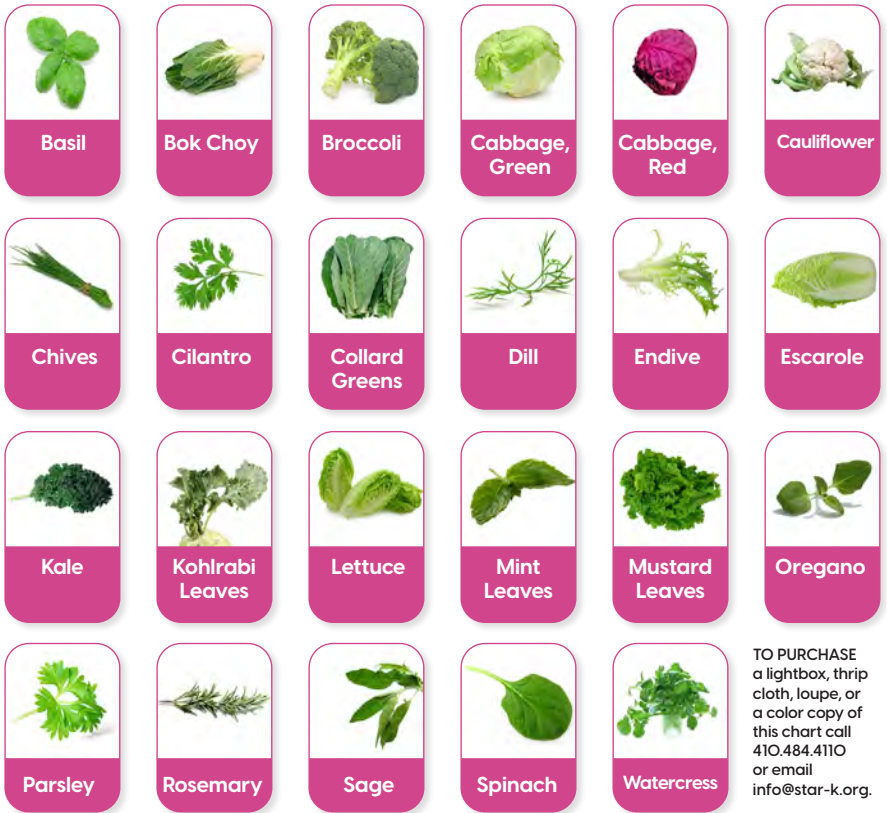 Basil
Bok Choy
Broccoli
Cabbage,
Green
Cabbage,
Red
Cauliflower
Chives
Cilantro
Collard
Greens
Dill
Endive
Escarole
Kale
Kohlrabi
Leaves
Lettuce
Mint
Leaves
Mustard
Leaves
Oregano
Parsley
Rosemary
Sage
Spinach
Watercress
TO PURCHASE
a lightbox, thrip
cloth, loupe, or
a color copy of
this chart call
410.484.4110
or email
info@star-k.org.